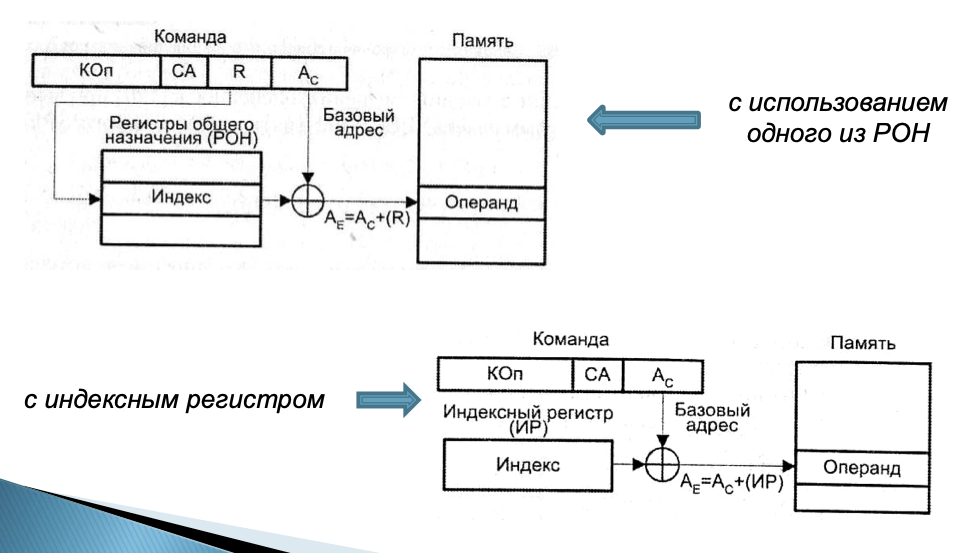 Команда
Память
КОп СА R A_C
Регистры общего
назначения (РОН)
Базовый
адрес
Индекс
Операнд
A_E=A_C+(R)
с использованием
одного из РОН
Команда
Память
КОп СА A_C
с индексным регистром
Индексный регистр
(ИР)
Базовый
адрес
Индекс
Операнд
A_E=A_C+(ИР)